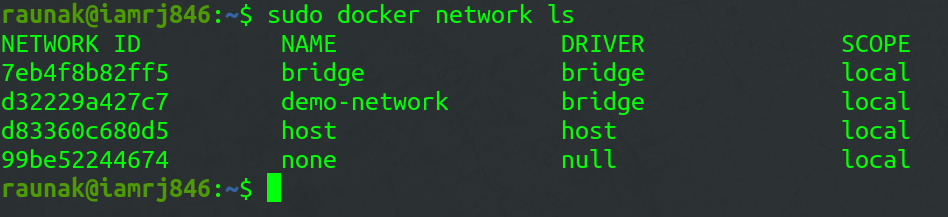 raunak@iamrj846:~$ sudo docker network ls
NETWORK ID NAME DRIVER SCOPE
7eb4f8b82ff5 bridge bridge local
d32229a427c7 demo-network bridge local
d83360c680d5 host host local
99be52244674 none null local
raunak@iamrj846:~$